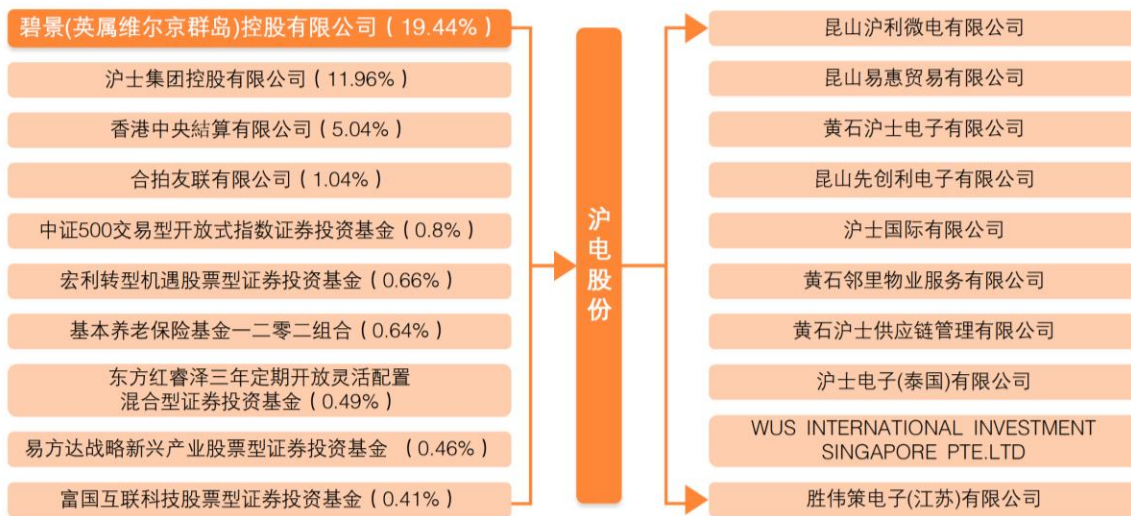 碧景(英属维尔京群岛)控股有限公司(19.44%)
沪士集团控股有限公司(11.96%)
香港中央結算有限公司(5.04%)
合拍友联有限公司(1.04%)
中证500交易型开放式指数证券投资基金(0.8%)
宏利转型机遇股票型证券投资基金(0.66%)
基本养老保险基金一二零二组合(0.64%)
东方红睿泽三年定期开放灵活配置
混合型证券投资基金(0.49%)
易方达战略新兴产业股票型证券投资基金 (0.46%)
富国互联科技股票型证券投资基金(0.41%)
沪电股份
昆山沪利微电有限公司
昆山易惠贸易有限公司
黄石沪士电子有限公司
昆山先创利电子有限公司
沪士国际有限公司
黄石邻里物业服务有限公司
黄石沪士供应链管理有限公司
沪士电子(泰国)有限公司
WUS INTERNATIONAL INVESTMENT
SINGAPORE PTE.LTD
胜伟策电子(江苏)有限公司